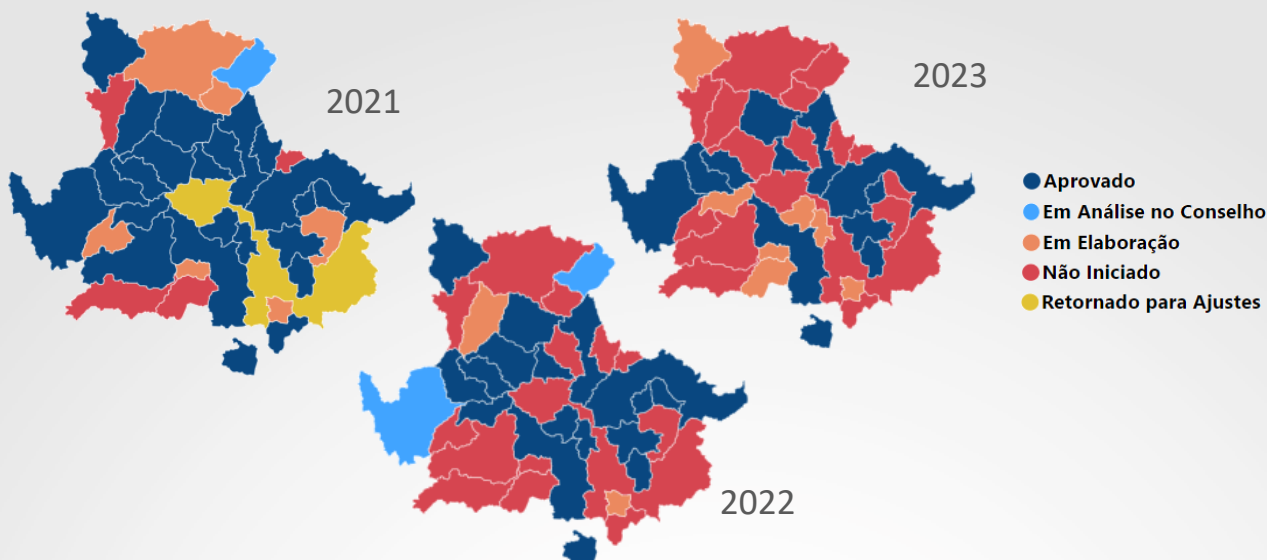 2021
2023
2022
Aprovado
Em Análise no Conselho
Em Elaboração
Não Iniciado
Retornado para Ajustes